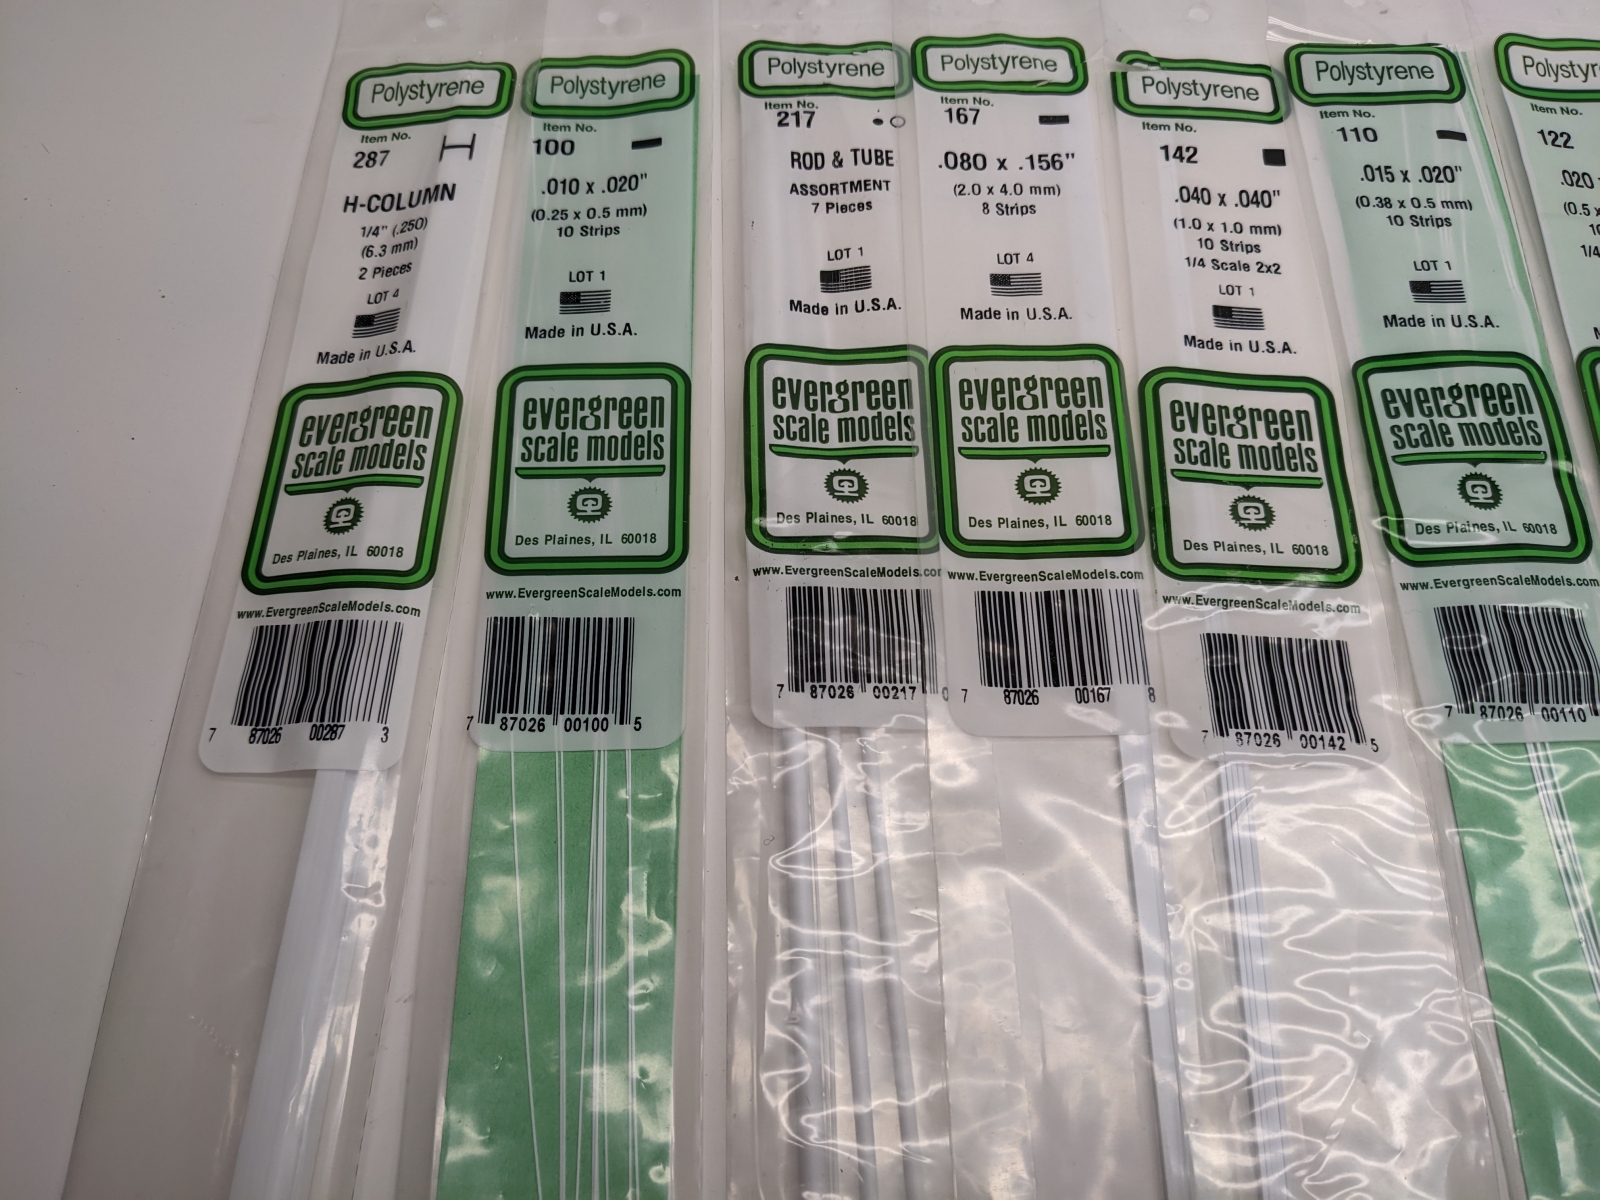 Polystyrene
Item No.
287
H-COLUMN
1/4" (.250)
(6.3 mm)
2 Pieces
LOT 4
Made in U.S.A.
evergreen
scale models
Des Plaines, IL 60018
www.EvergreenScaleModels.com
7 87026 00287 3
Polystyrene
Item No.
100
.010 x .020"
(0.25 x 0.5 mm)
10 Strips
LOT 1
Made in U.S.A.
evergreen
scale models
Des Plaines, IL 60018
www.EvergreenScaleModels.com
7 87026 00100 5
Polystyrene
Item No.
217
ROD & TUBE
ASSORTMENT
7 Pieces
LOT 1
Made in U.S.A.
evergreen
scale models
Des Plaines, IL 60018
www.EvergreenScaleModels.com
7 87026 00217 0
Polystyrene
Item No.
167
.080 x .156"
(2.0 x 4.0 mm)
8 Strips
LOT 4
Made in U.S.A.
evergreen
scale models
Des Plaines, IL 60018
www.EvergreenScaleModels.com
7 87026 00167 8
Polystyrene
Item No.
142
.040 x .040"
(1.0 x 1.0 mm)
10 Strips
1/4 Scale 2x2
LOT 1
Made in U.S.A.
evergreen
scale models
Des Plaines, IL 60018
www.EvergreenScaleModels.com
7 87026 00142 5
Polystyrene
Item No.
110
.015 x .020"
(0.38 x 0.5 mm)
10 Strips
LOT 1
Made in U.S.A.
evergreen
scale models
Des Plaines, IL 60018
www.EvergreenScaleModels.com
7 87026 00110
Polystyr
Item No.
122
.020
(0.5 x
1/4